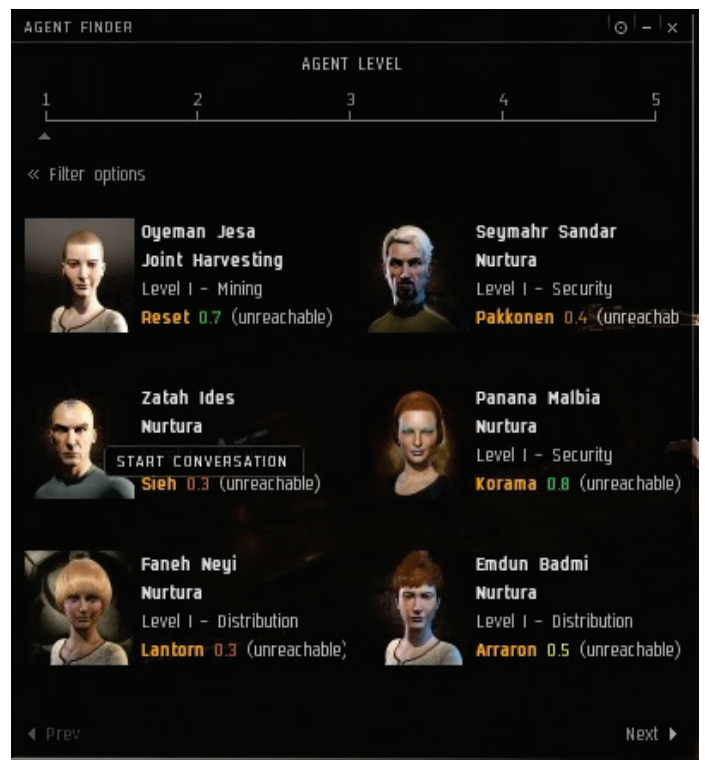 AGENT FINDER
AGENT LEVEL
1 2 3 4 5
« Filter options
Oyeman Jesa
Joint Harvesting
Level I - Mining
Reset 0.7 (unreachable)
Seymahr Sandar
Nurtura
Level I - Security
Pakkonen 0.4 (unreachab
Zatah Ides
Nurtura
START CONVERSATION
Sieh 0.3 (unreachable)
Panana Malbia
Nurtura
Level I - Security
Korama 0.8 (unreachable)
Faneh Neyi
Nurtura
Level I - Distribution
Lantorn 0.3 (unreachable)
Emdun Badmi
Nurtura
Level I - Distribution
Arraron 0.5 (unreachable)
Prev
Next